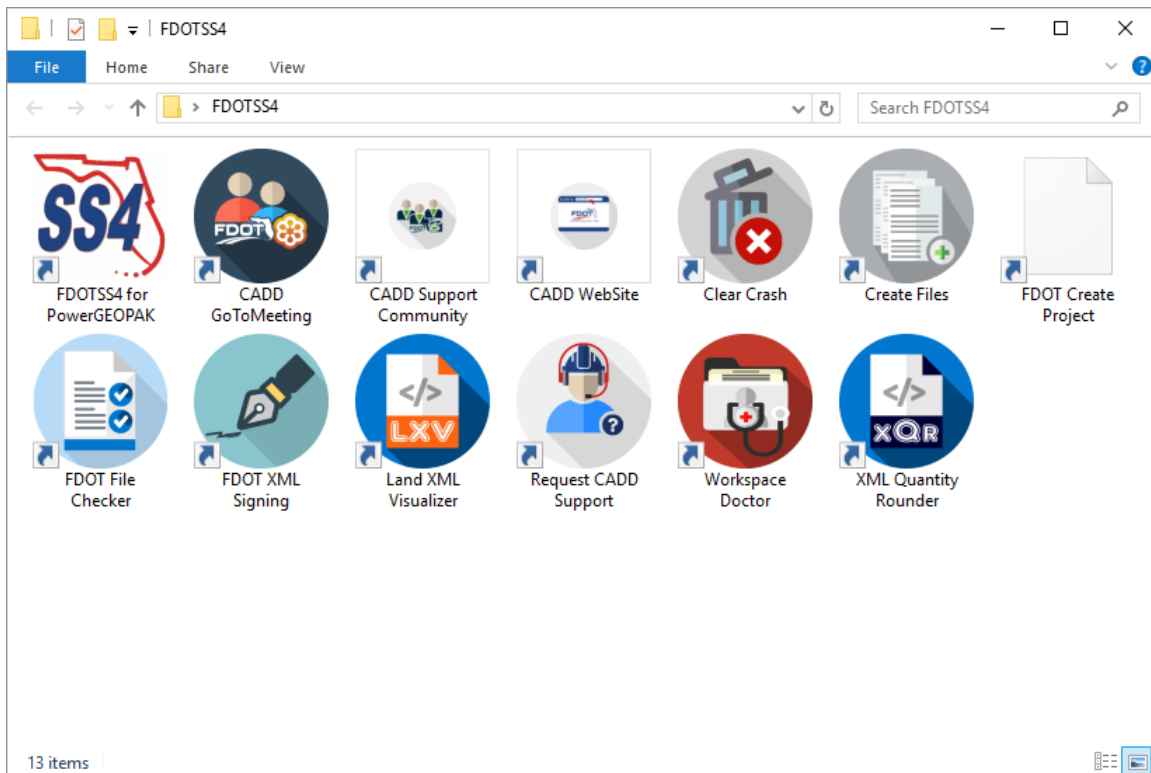 FDOTSS4
File Home Share View
FDOTSS4
Search FDOTSS4
SS4
FDOT
FDOT
LXV
XQR
FDOTSS4 for
PowerGEOPAK
CADD
GoToMeeting
CADD Support
Community
CADD WebSite
Clear Crash
Create Files
FDOT Create
Project
</>
</>
?
FDOT File
Checker
FDOT XML
Signing
Land XML
Visualizer
Request CADD
Support
Workspace
Doctor
XML Quantity
Rounder
13 items